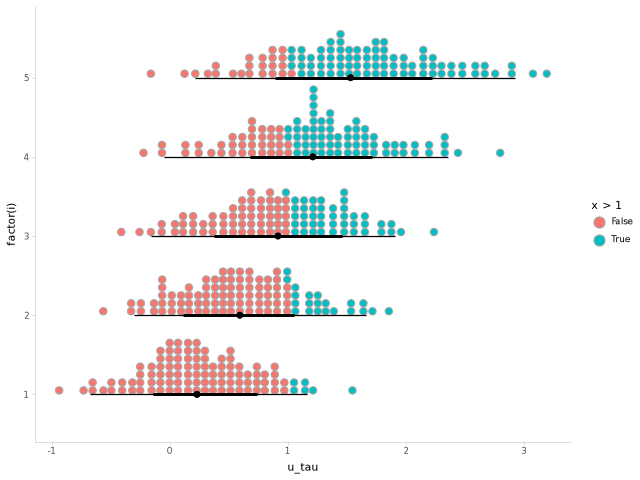 5
4
3
2
1
factor(i)
-1 0 1 2 3
u_tau
x > 1
False
True